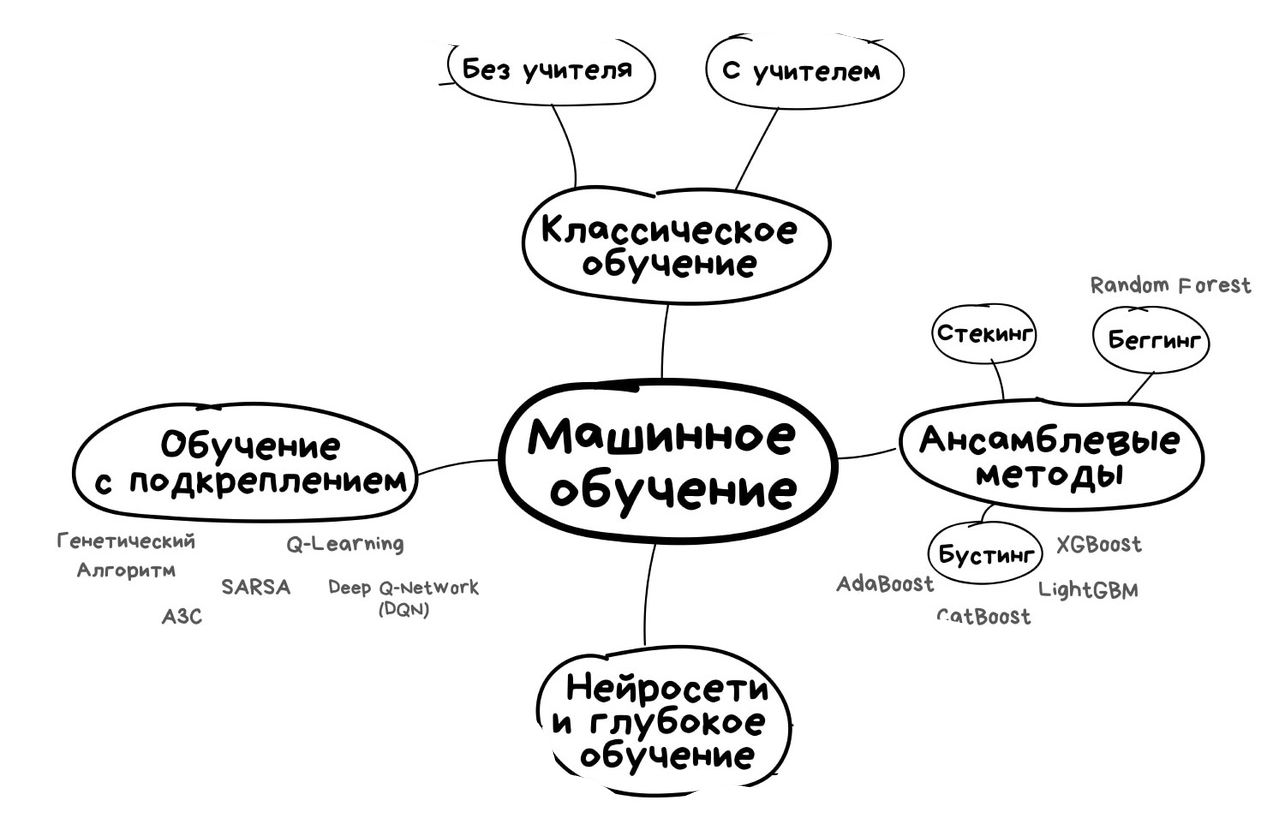 Без учителя
С учителем
Классическое
обучение
Random Forest
Стекинг
Беггинг
Машинное
обучение
Ансамблевые
методы
Обучение
с подкреплением
Генетический
Алгоритм
Q-Learning
SARSA
Deep Q-Network
(DQN)
A3C
Бустинг
XGBoost
AdaBoost
LightGBM
CatBoost
Нейросети
и глубокое
обучение